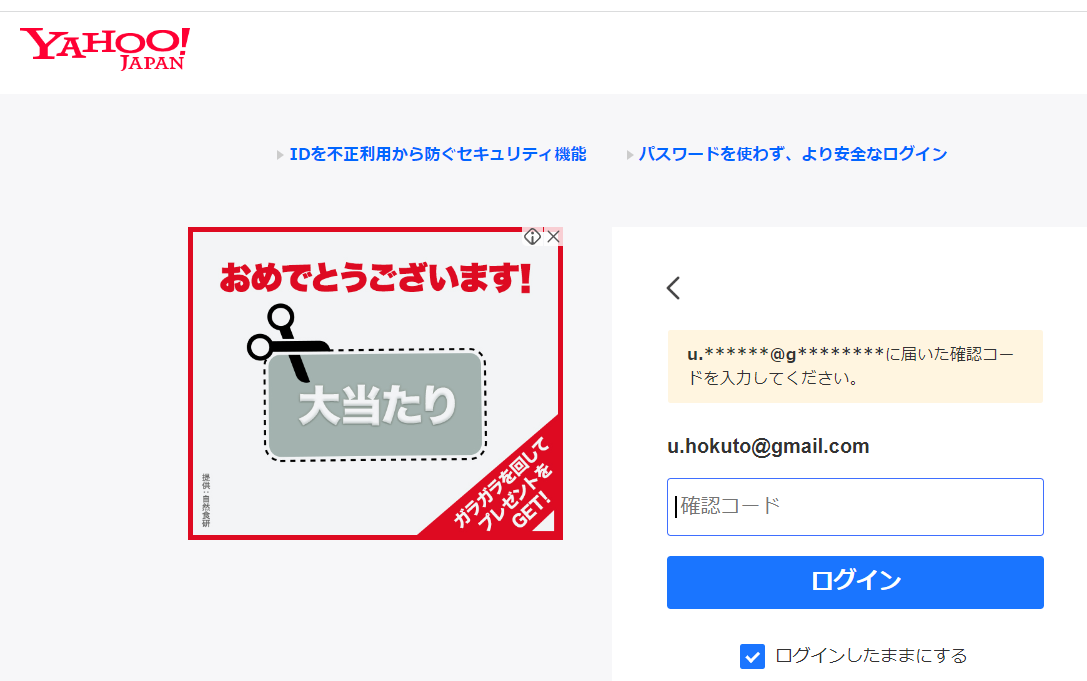 YAHOO!
JAPAN
IDを不正利用から防ぐセキュリティ機能
パスワードを使わず、より安全なログイン
おめでとうございます!
大当たり
ガラガラを回して
プレゼントを
GET!
提供:自然食研
u.******@g********に届いた確認コー
ドを入力してください。
u.hokuto@gmail.com
確認コード
ログイン
ログインしたままにする